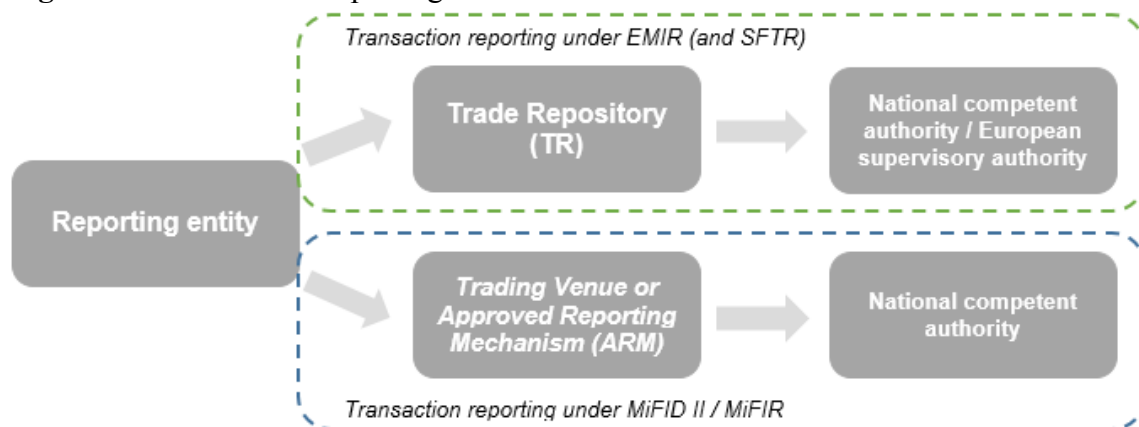 Transaction reporting under EMIR (and SFTR)
Trade Repository
(TR)
National competent
authority / European
supervisory authority
Reporting entity
Trading Venue or
Approved Reporting
Mechanism (ARM)
National competent
authority
Transaction reporting under MiFID II / MiFIR